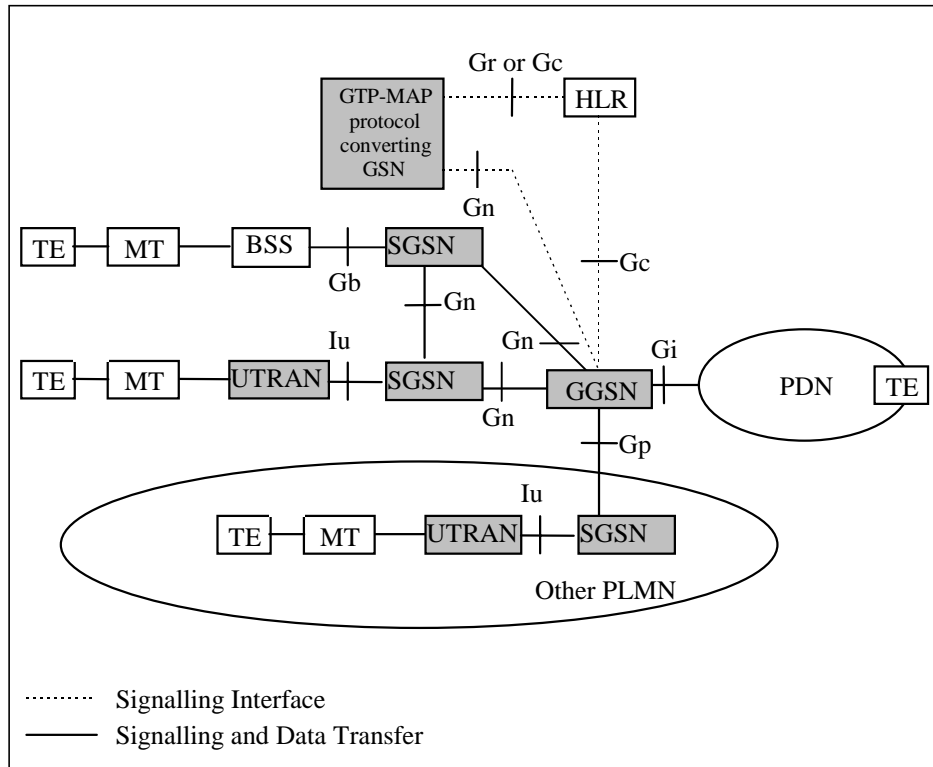 Gr or Gc
GTP-MAP
protocol
converting
GSN
HLR
Gn
TE
MT
BSS
SGSN
Gb
Gn
Gc
Gn
TE
MT
UTRAN
Iu
SGSN
Gn
GGSN
Gi
PDN
TE
Gp
TE
MT
UTRAN
Iu
SGSN
Other PLMN
Signalling Interface
Signalling and Data Transfer